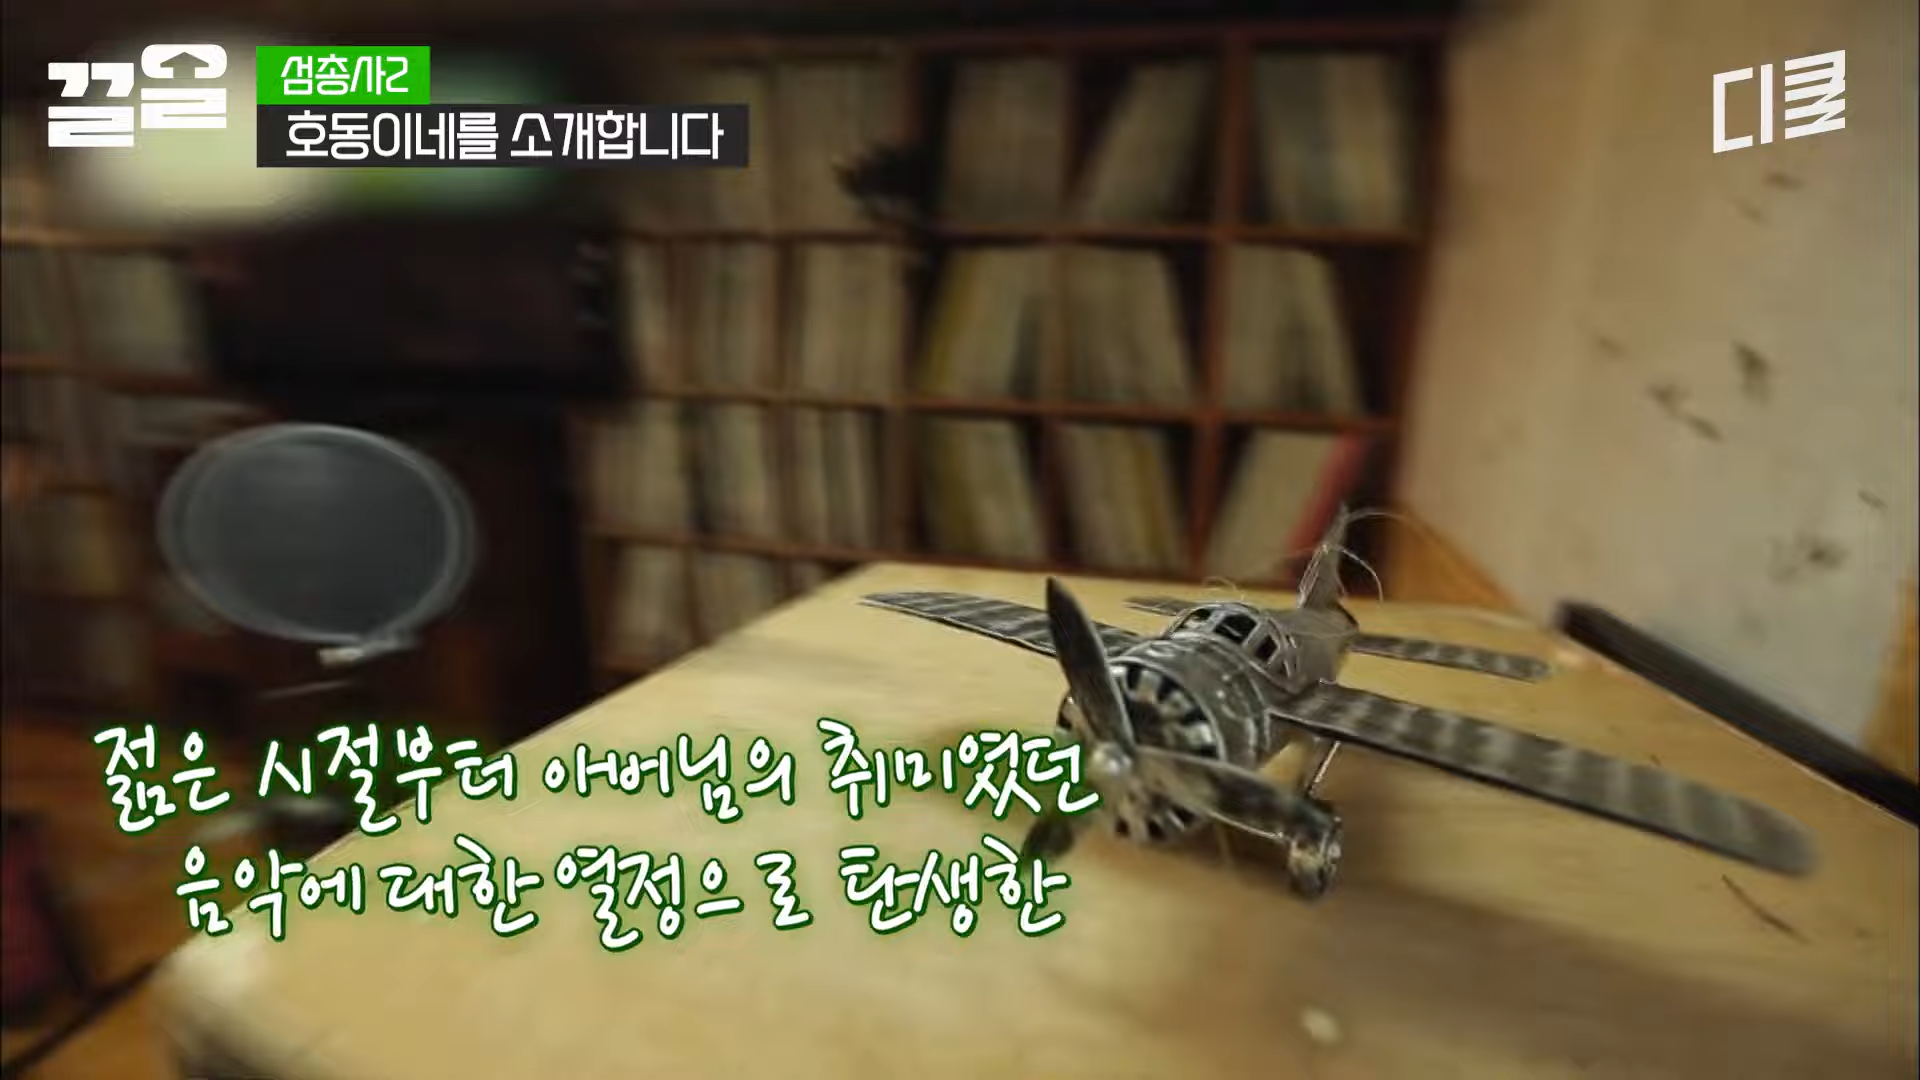 끌올
섬총사2
호동이네를 소개합니다
디클
젊은 시절부터 아버님의 취미였던
음악에 대한 열정으로 탄생한